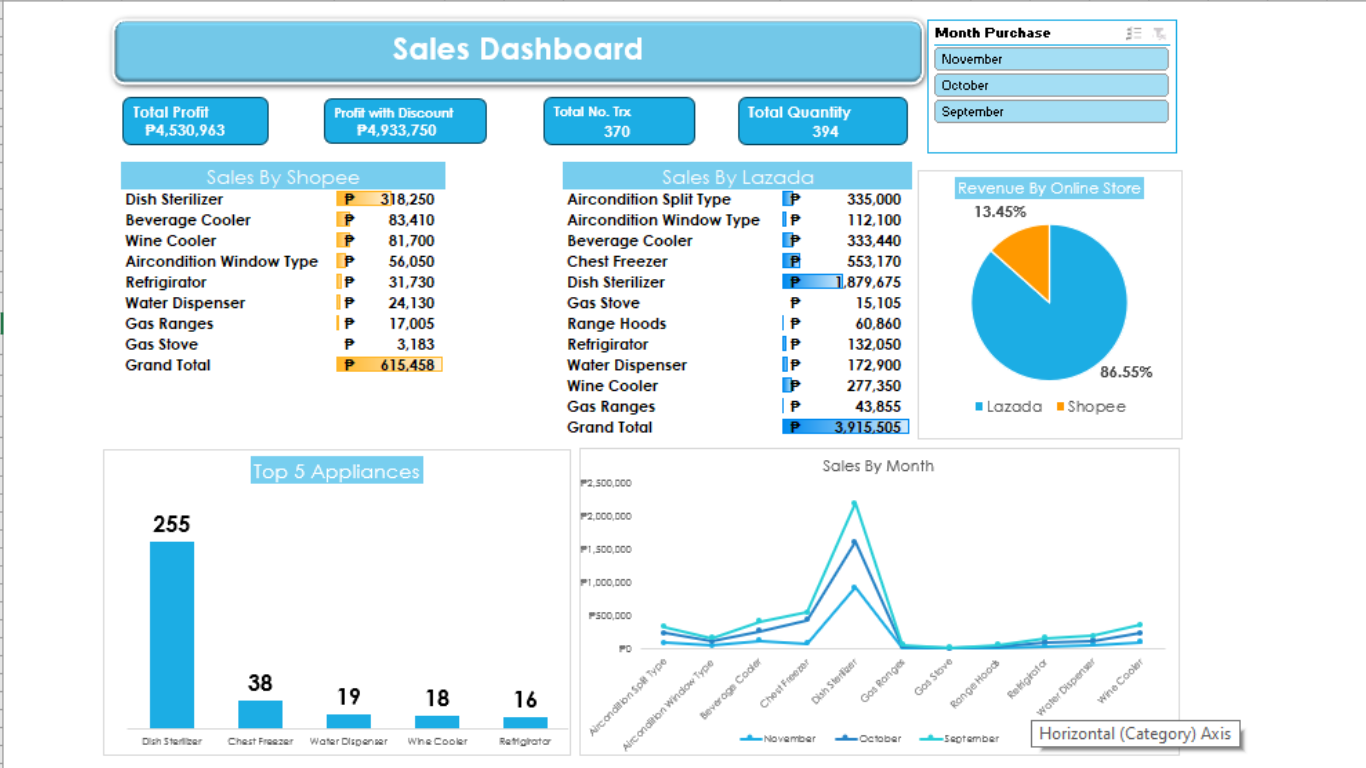 Sales Dashboard
Month Purchase
November
October
September
Total Profit
₱4,530,963
Profit with Discount
₱4,933,750
Total No. Trx
370
Total Quantity
394
Sales By Shopee
Dish Sterilizer ₱ 318,250
Beverage Cooler ₱ 83,410
Wine Cooler ₱ 81,700
Aircondition Window Type ₱ 56,050
Refrigirator ₱ 31,730
Water Dispenser ₱ 24,130
Gas Ranges ₱ 17,005
Gas Stove ₱ 3,183
Grand Total ₱ 615,458
Sales By Lazada
Aircondition Split Type ₱ 335,000
Aircondition Window Type ₱ 112,100
Beverage Cooler ₱ 333,440
Chest Freezer ₱ 553,170
Dish Sterilizer ₱ 1,879,675
Gas Stove ₱ 15,105
Range Hoods ₱ 60,860
Refrigirator ₱ 132,050
Water Dispenser ₱ 172,900
Wine Cooler ₱ 277,350
Gas Ranges ₱ 43,855
Grand Total ₱ 3,915,505
Revenue By Online Store
13.45%
86.55%
Lazada Shopee
Top 5 Appliances
255
38
19
18
16
Dish Sterilizer Chest Freezer Water Dispenser Wine Cooler Refrigirator
Sales By Month
₱2,500,000
₱2,000,000
₱1,500,000
₱1,000,000
₱500,000
₱0
Aircondition Split Type
Aircondition Window Type
Beverage Cooler
Chest Freezer
Dish Sterilizer
Gas Ranges
Gas Stove
Range Hoods
Refrigirator
Water Dispenser
Wine Cooler
November October September
Horizontal (Category) Axis